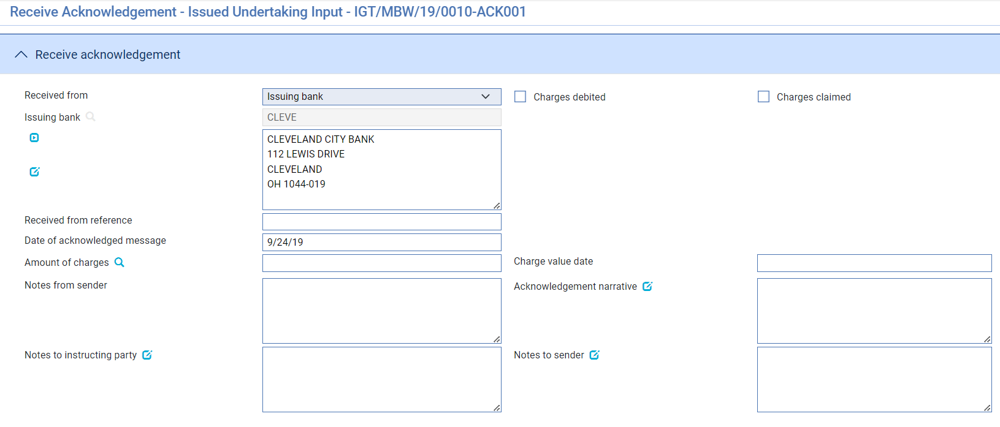 Receive Acknowledgement - Issued Undertaking Input - IGT/MBW/19/0010-ACK001
Receive acknowledgement
Received from
Issuing bank
Charges debited
Charges claimed
Issuing bank
CLEVE
CLEVELAND CITY BANK
112 LEWIS DRIVE
CLEVELAND
OH 1044-019
Received from reference
Date of acknowledged message
9/24/19
Amount of charges
Charge value date
Notes from sender
Acknowledgement narrative
Notes to instructing party
Notes to sender